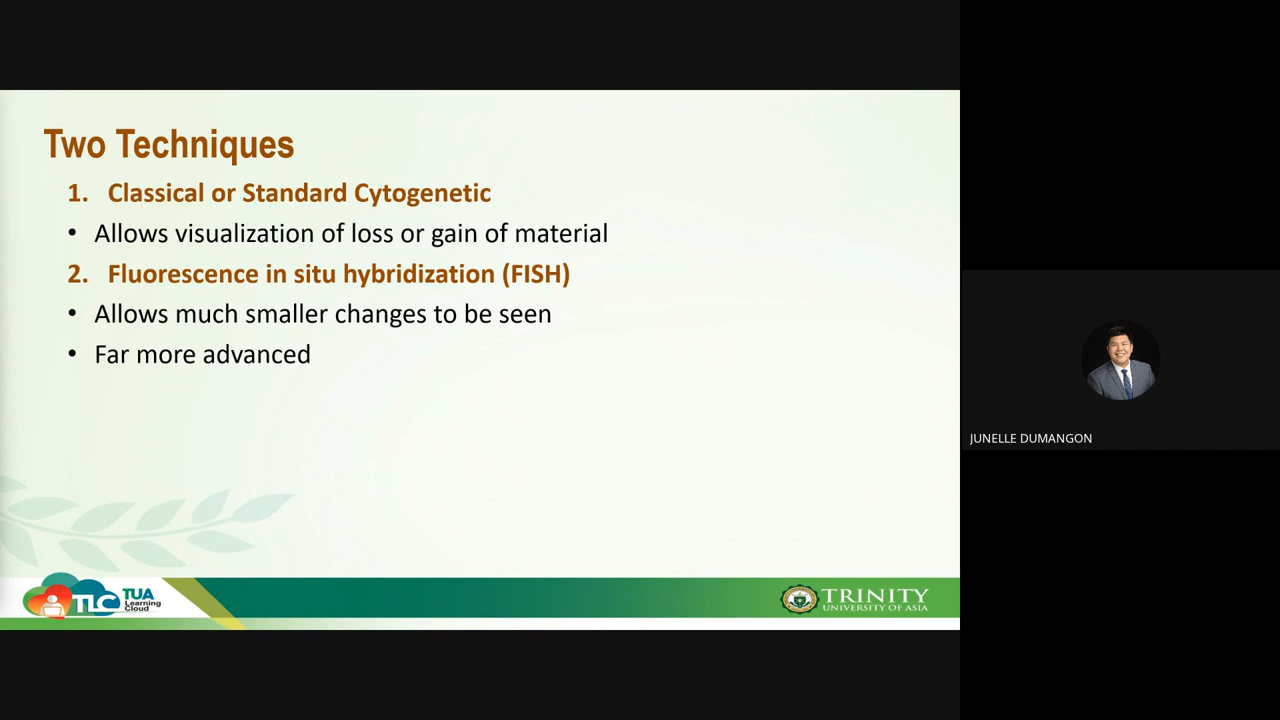 Two Techniques
1. Classical or Standard Cytogenetic
• Allows visualization of loss or gain of material
2. Fluorescence in situ hybridization (FISH)
• Allows much smaller changes to be seen
• Far more advanced
JUNELLE DUMANGON
TLC
TUA
Learning
Cloud
TRINITY
UNIVERSITY OF ASIA